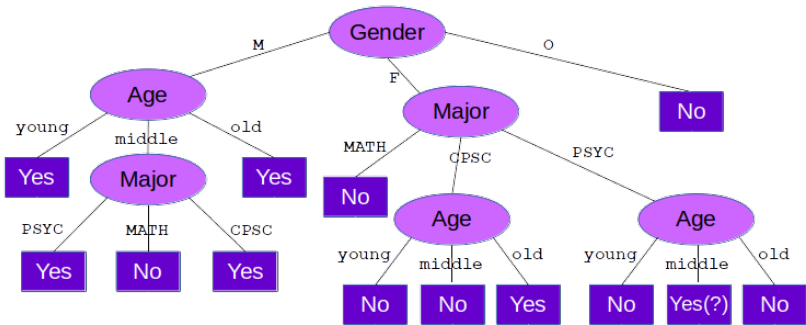 Gender
M
F
O
Age
Major
No
young
middle
old
MATH
CPSC
PSYC
Yes
Major
Yes
No
Age
Age
PSYC
MATH
CPSC
young
middle
old
young
middle
old
Yes
No
Yes
No
No
Yes
No
Yes(?)
No